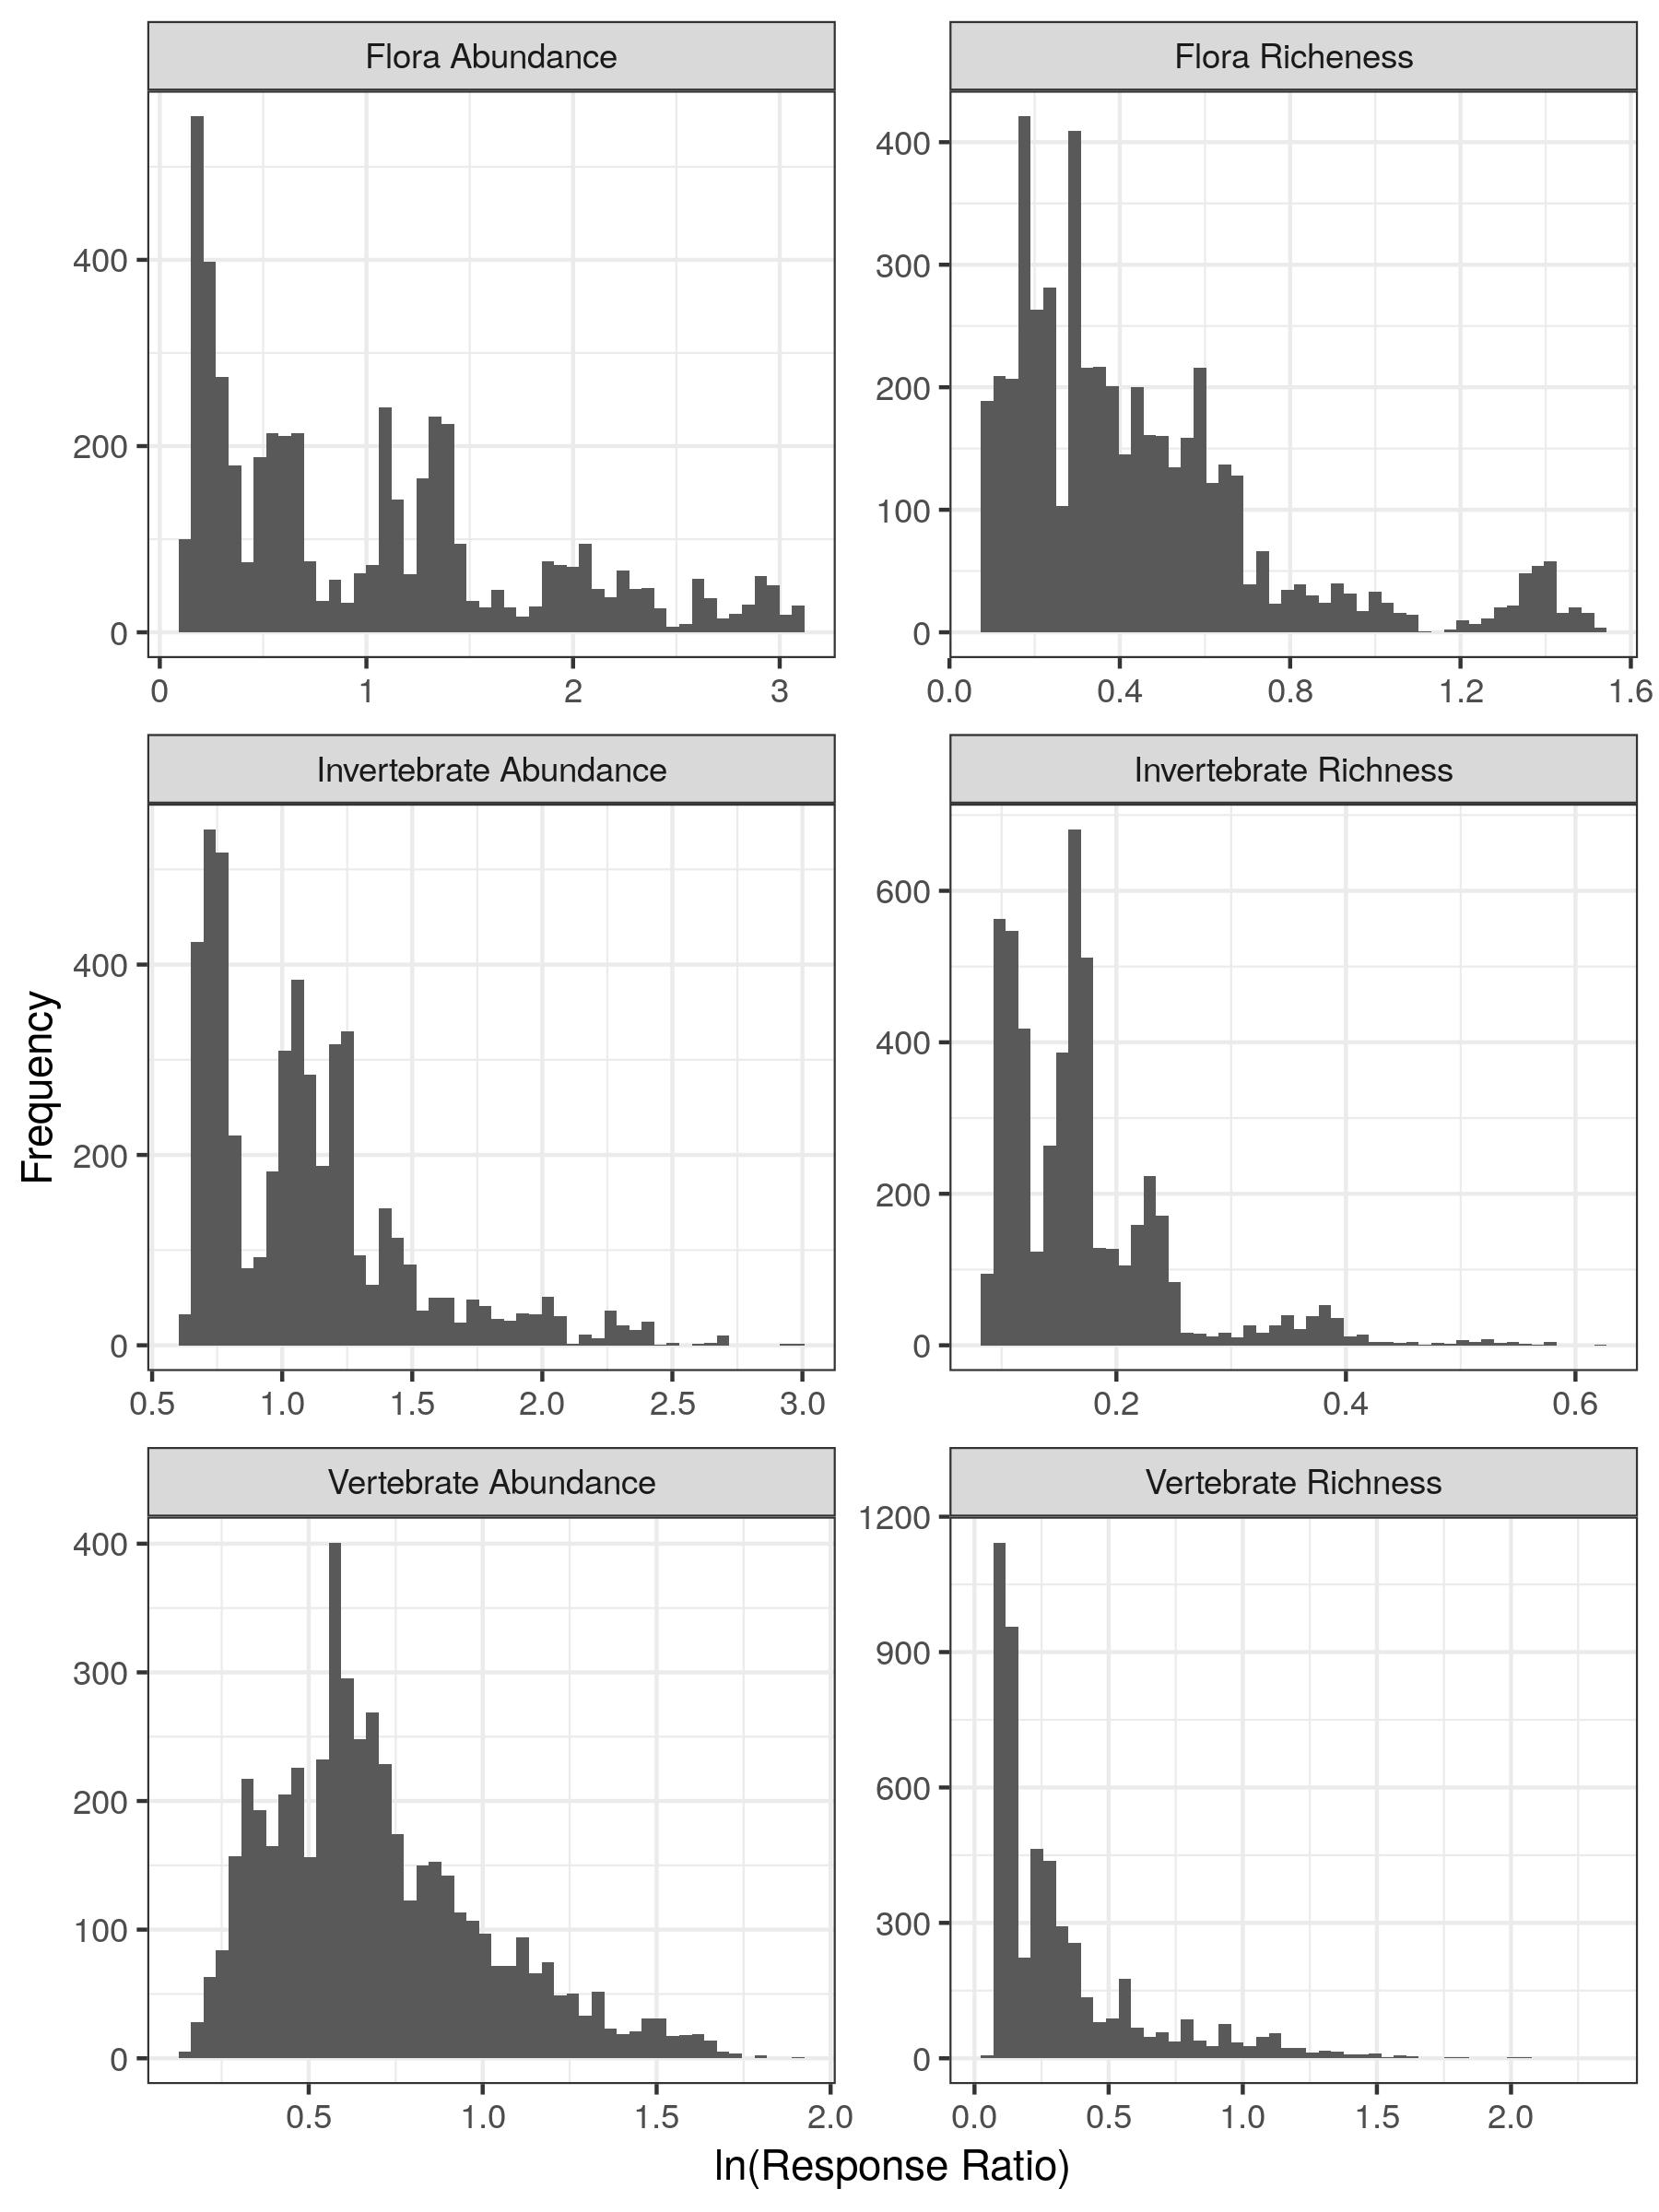 Flora Abundance
Flora Richeness
400
200
0
0 1 2 3
400
300
200
100
0
0.0 0.4 0.8 1.2 1.6
Invertebrate Abundance
Invertebrate Richness
Frequency
400
200
0
0.5 1.0 1.5 2.0 2.5 3.0
600
400
200
0
0.2 0.4 0.6
Vertebrate Abundance
Vertebrate Richness
400
300
200
100
0
0.5 1.0 1.5 2.0
1200
900
600
300
0
0.0 0.5 1.0 1.5 2.0
ln(Response Ratio)